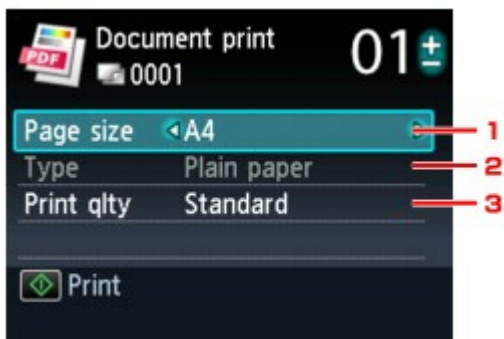 PDF
Document print
0001
01±
Page size A4 1
Type Plain paper 2
Print qlty Standard 3
Print